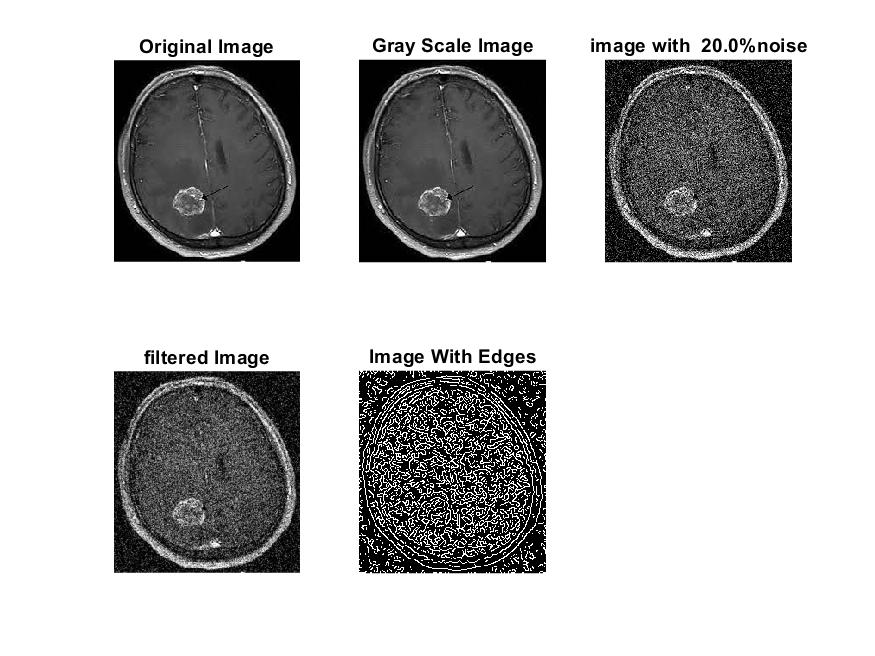 Original Image
Gray Scale Image
image with  20.0%noise
filtered Image
Image With Edges